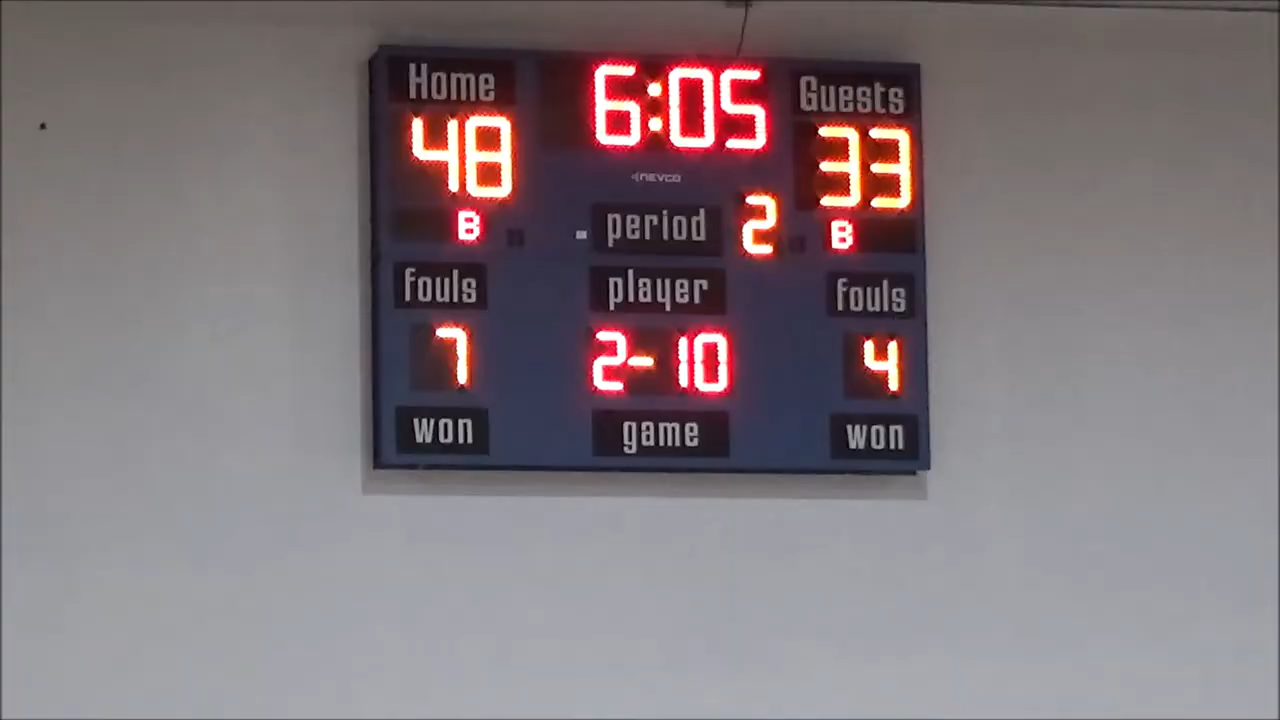 Home 6:05 Guests
48 33
NEVCO
B period 2 B
fouls player fouls
7 2-10 4
won game won